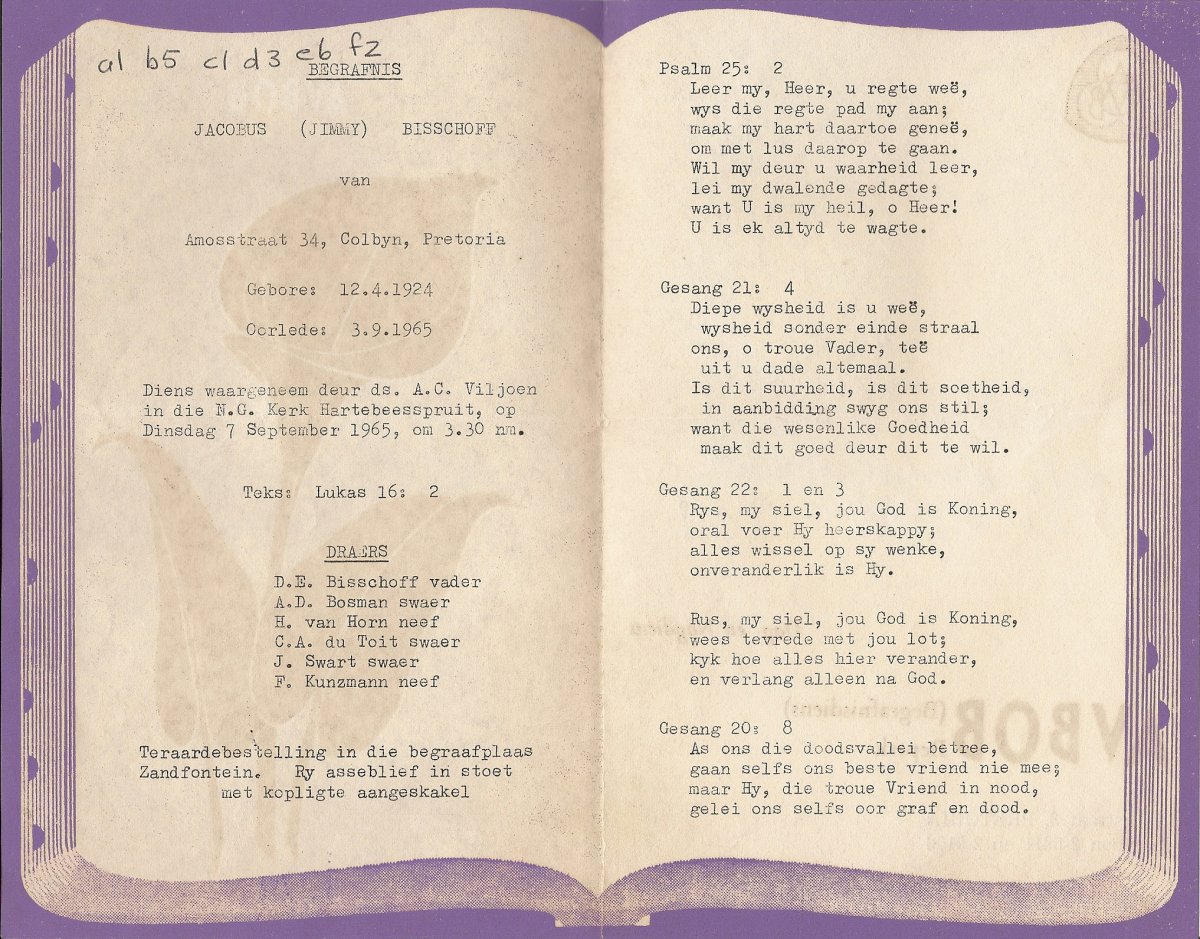 a1 b5 c1 d3 e6 f2
BEGRAFNIS
JACOBUS (JIMMY) BISSCHOFF
van
Amosstraat 34, Colbyn, Pretoria
Gebore: 12.4.1924
Oorlede: 3.9.1965
Diens waargeneem deur ds. A.C. Viljoen
in die N.G. Kerk Hartebeesspruit, op
Dinsdag 7 September 1965, om 3.30 nm.
Teks: Lukas 16: 2
DRAERS
D.E. Bisschoff vader
A.D. Bosman swaer
H. van Horn neef
C.A. du Toit swaer
J. Swart swaer
F. Kunzmann neef
Teraardebestelling in die begraafplaas
Zandfontein. Ry asseblief in stoet
met kopligte aangeskakel
Psalm 25: 2
Leer my, Heer, u regte weë,
wys die regte pad my aan;
maak my hart daartoe geneë,
om met lus daarop te gaan.
Wil my deur u waarheid leer,
lei my dwalende gedagte;
want U is my heil, o Heer!
U is ek altyd te wagte.
Gesang 21: 4
Diepe wysheid is u weë,
wysheid sonder einde straal
ons, o troue Vader, teë
uit u dade altemaal.
Is dit suurheid, is dit soetheid,
in aanbidding swyg ons stil;
want die wesenlike Goedheid
maak dit goed deur dit te wil.
Gesang 22: 1 en 3
Rys, my siel, jou God is Koning,
oral voer Hy heerskappy;
alles wissel op sy wenke,
onveranderlik is Hy.
Rus, my siel, jou God is Koning,
wees tevrede met jou lot;
kyk hoe alles hier verander,
en verlang alleen na God.
Gesang 20: 8
As ons die doodsvallei betree,
gaan selfs ons beste vriend nie mee;
maar Hy, die troue Vriend in nood,
gelei ons selfs oor graf en dood.